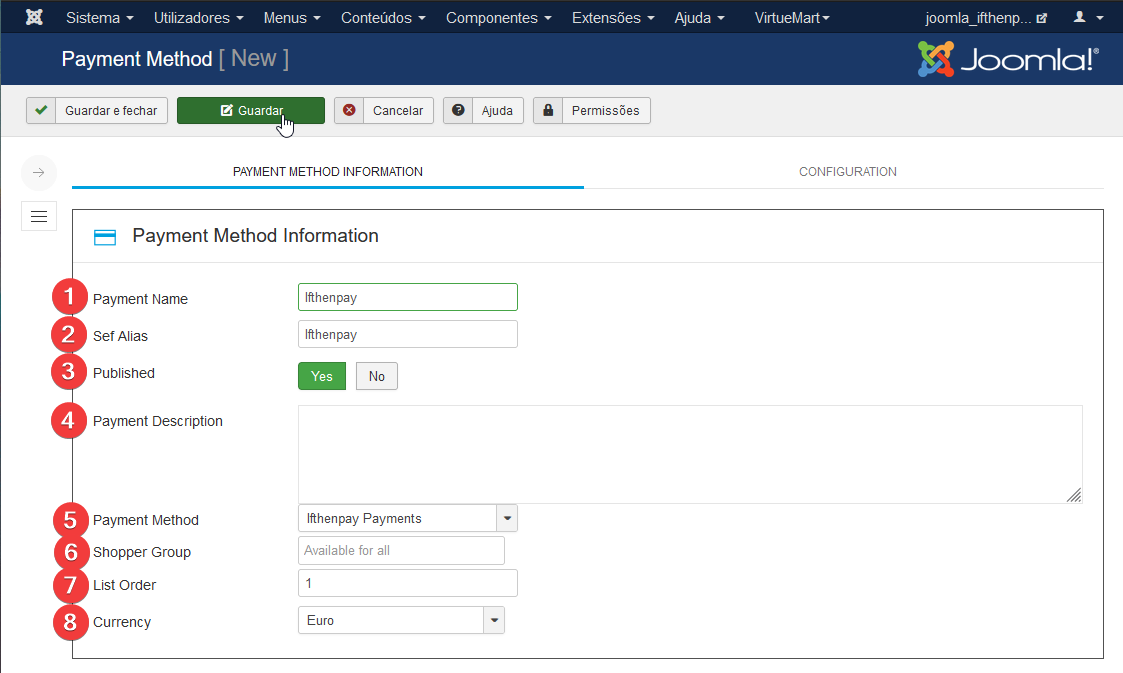 Sistema Utilizadores Menus Conteúdos Componentes Extensões Ajuda VirtueMart joomla_ifthenp...
Payment Method [ New ] Joomla!®
Guardar e fechar Guardar Cancelar Ajuda Permissões
PAYMENT METHOD INFORMATION CONFIGURATION
Payment Method Information
1 Payment Name Ifthenpay
2 Sef Alias Ifthenpay
3 Published Yes No
4 Payment Description
5 Payment Method Ifthenpay Payments
6 Shopper Group Available for all
7 List Order 1
8 Currency Euro